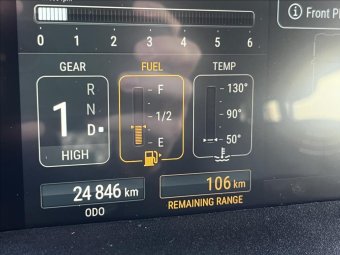 Front P
0 1 2 3 4 5 6
GEAR FUEL TEMP
R F 130°
1 N 1/2 90°
D E 50°
HIGH
24 846 km 106 km
ODO REMAINING RANGE